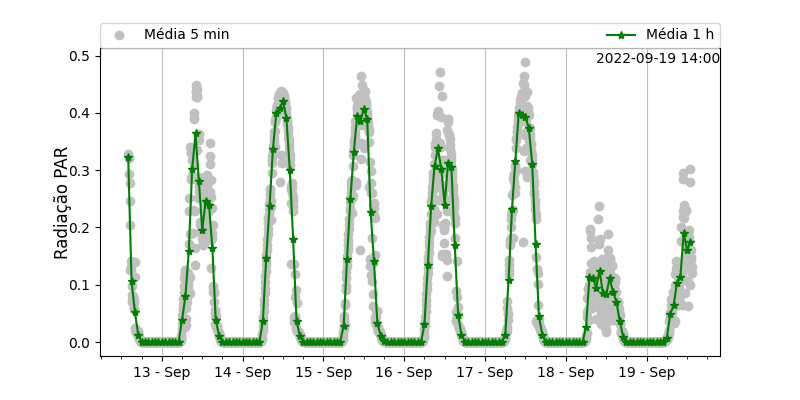 Média 5 min
Média 1 h
2022-09-19 14:00
Radiação PAR
0.5
0.4
0.3
0.2
0.1
0.0
13 - Sep
14 - Sep
15 - Sep
16 - Sep
17 - Sep
18 - Sep
19 - Sep